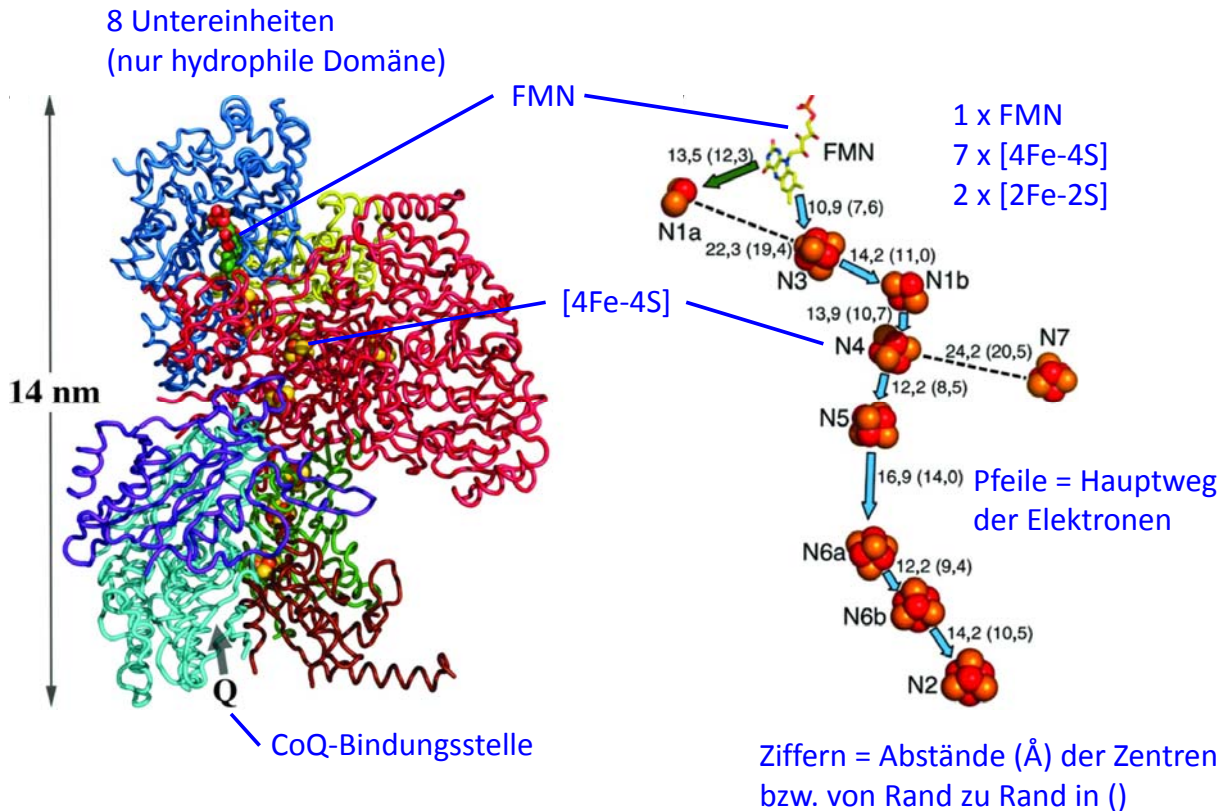 8 Untereinheiten
(nur hydrophile Domäne)
FMN
[4Fe-4S]
14 nm
Q
CoQ-Bindungsstelle
FMN
1 x FMN
7 x [4Fe-4S]
2 x [2Fe-2S]
13,5 (12,3)
N1a
10,9 (7,6)
22,3 (19,4)
N3
14,2 (11,0)
N1b
13,9 (10,7)
N4
24,2 (20,5)
N7
12,2 (8,5)
N5
16,9 (14,0)
Pfeile = Hauptweg
der Elektronen
N6a
12,2 (9,4)
N6b
14,2 (10,5)
N2
Ziffern = Abstände (Å) der Zentren
bzw. von Rand zu Rand in ()